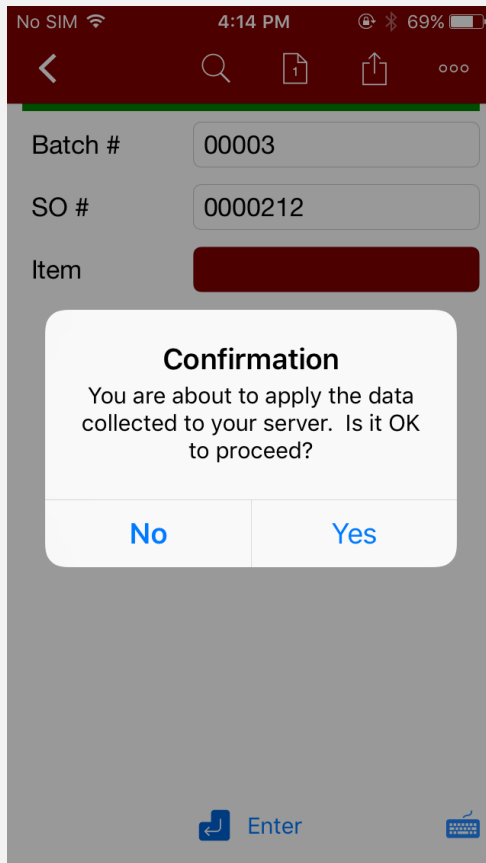 No SIM 4:14 PM 69%
1
Batch # 00003
SO # 0000212
Item
Confirmation
You are about to apply the data
collected to your server.  Is it OK
to proceed?
No Yes
Enter